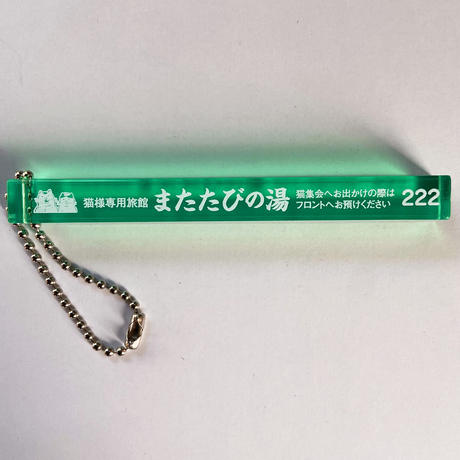 猫様専用旅館
またたびの湯
猫集会へお出かけの際は
フロントへお預けください
222